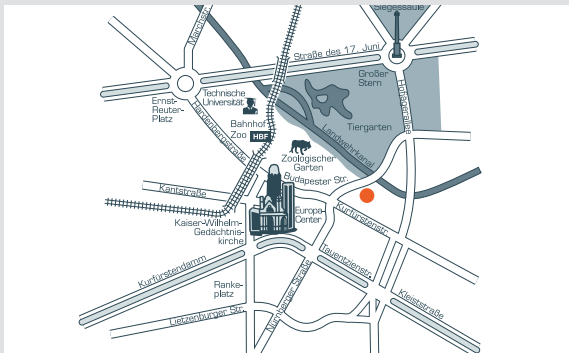 Siegessäule
Marchstr.
Straße des 17. Juni
Großer
Stern
Ernst-
Reuter-
Platz
Technische
Universität
Hardenbergstraße
Bahnhof
Zoo HBF
Tiergarten
Hofjägerallee
Landwehrkanal
Zoologischer
Garten
Budapester Str.
Kantstraße
Kaiser-Wilhelm-
Gedächtnis-
kirche
Europa-
Center
Kurfürstenstr.
Kurfürstendamm
Tauentzienstr.
Ranke-
platz
Nürnberger Straße
Kleiststraße
Lietzenburger Str.